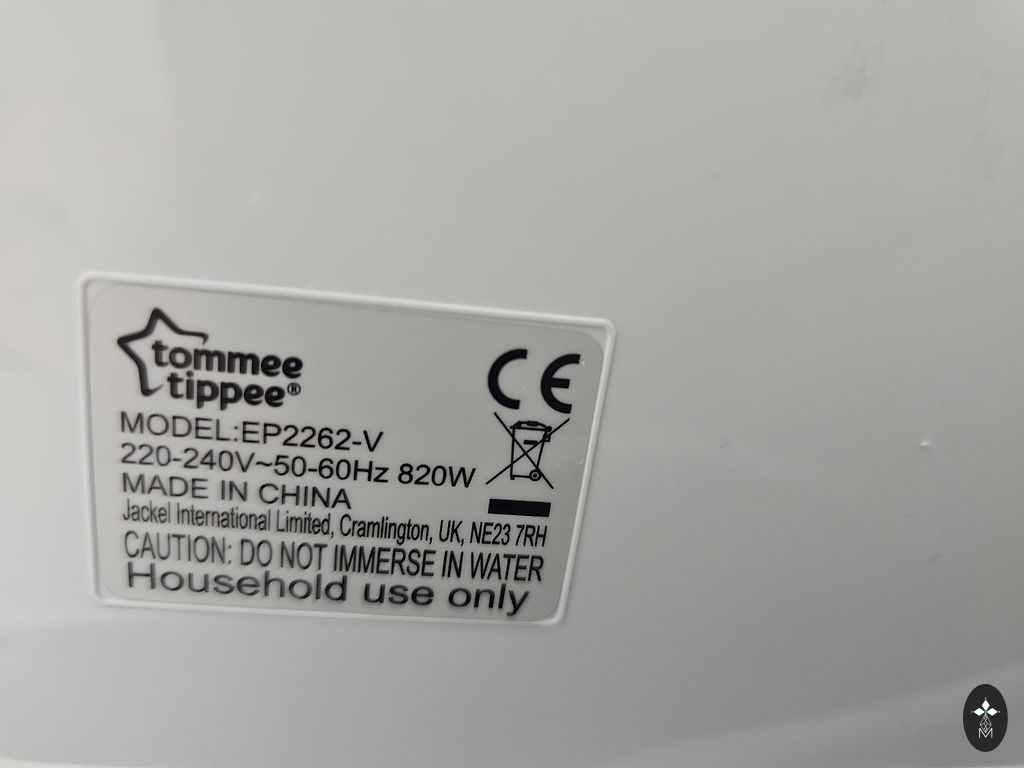 tommee
tippee®
CE
MODEL:EP2262-V
220-240V~50-60Hz 820W
MADE IN CHINA
Jackel International Limited, Cramlington, UK, NE23 7RH
CAUTION: DO NOT IMMERSE IN WATER
Household use only
M